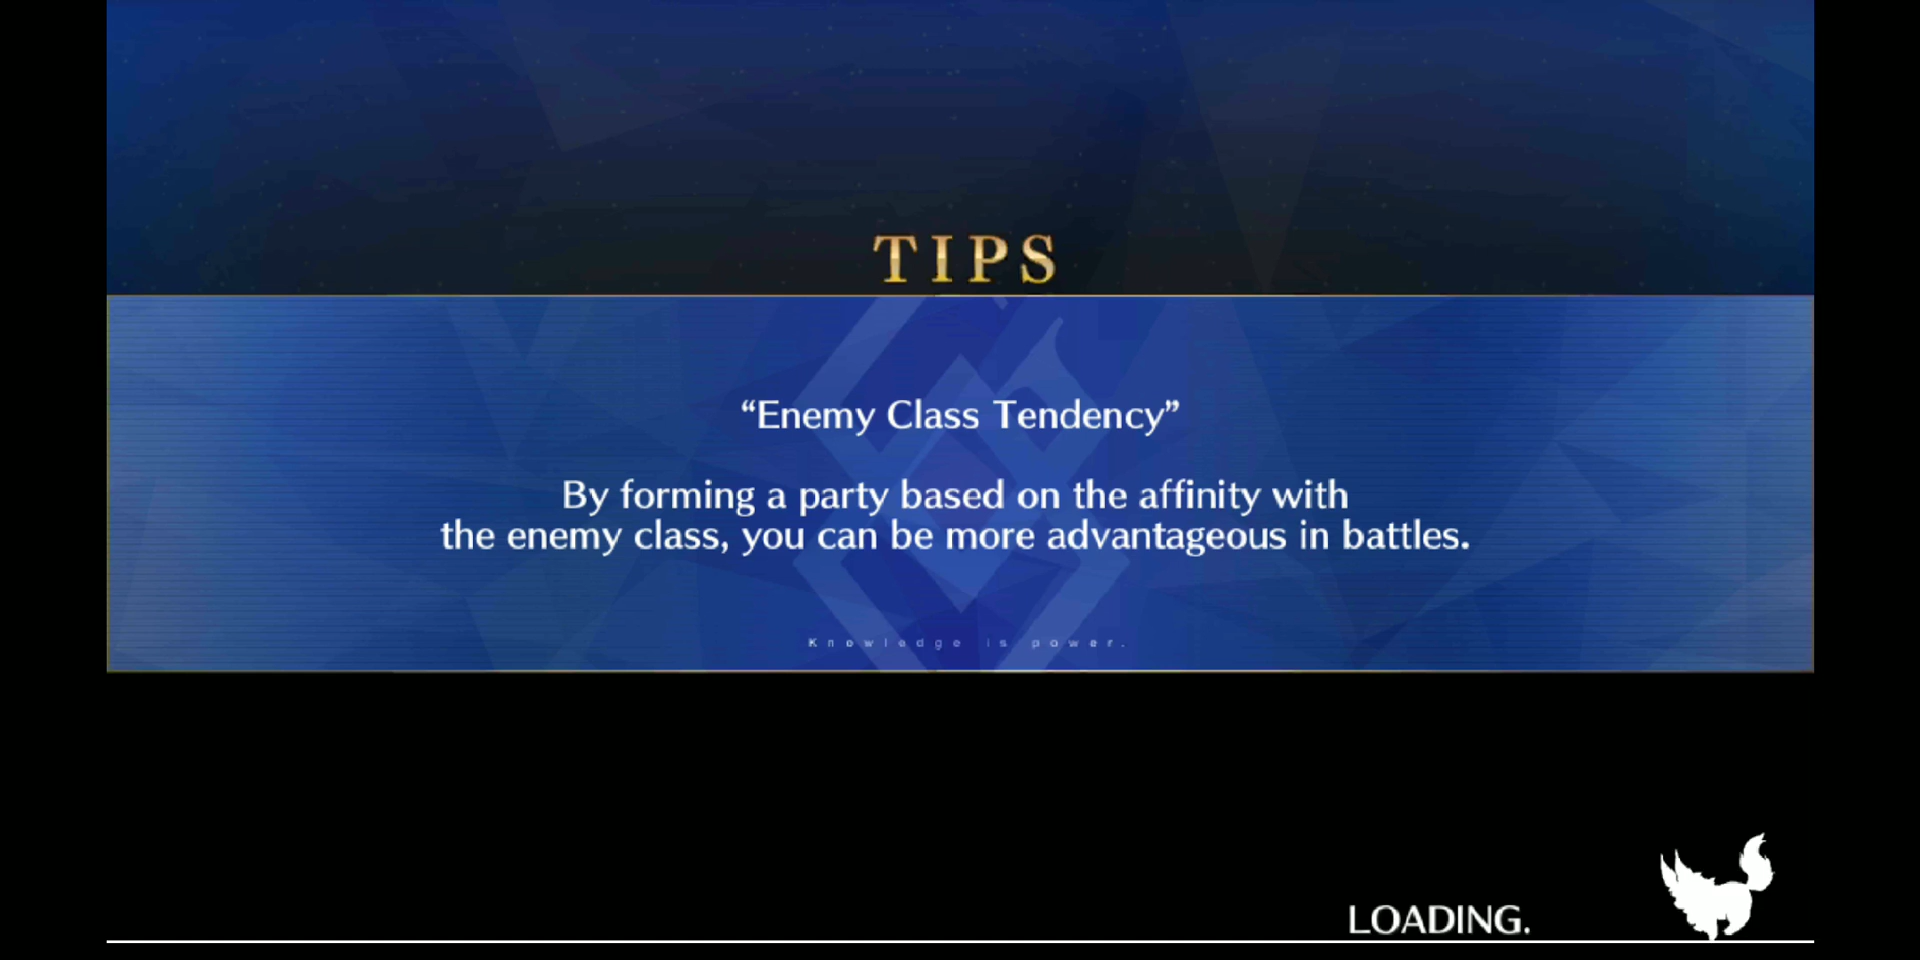 TIPS
“Enemy Class Tendency”
By forming a party based on the affinity with
the enemy class, you can be more advantageous in battles.
Knowledge is power.
LOADING.